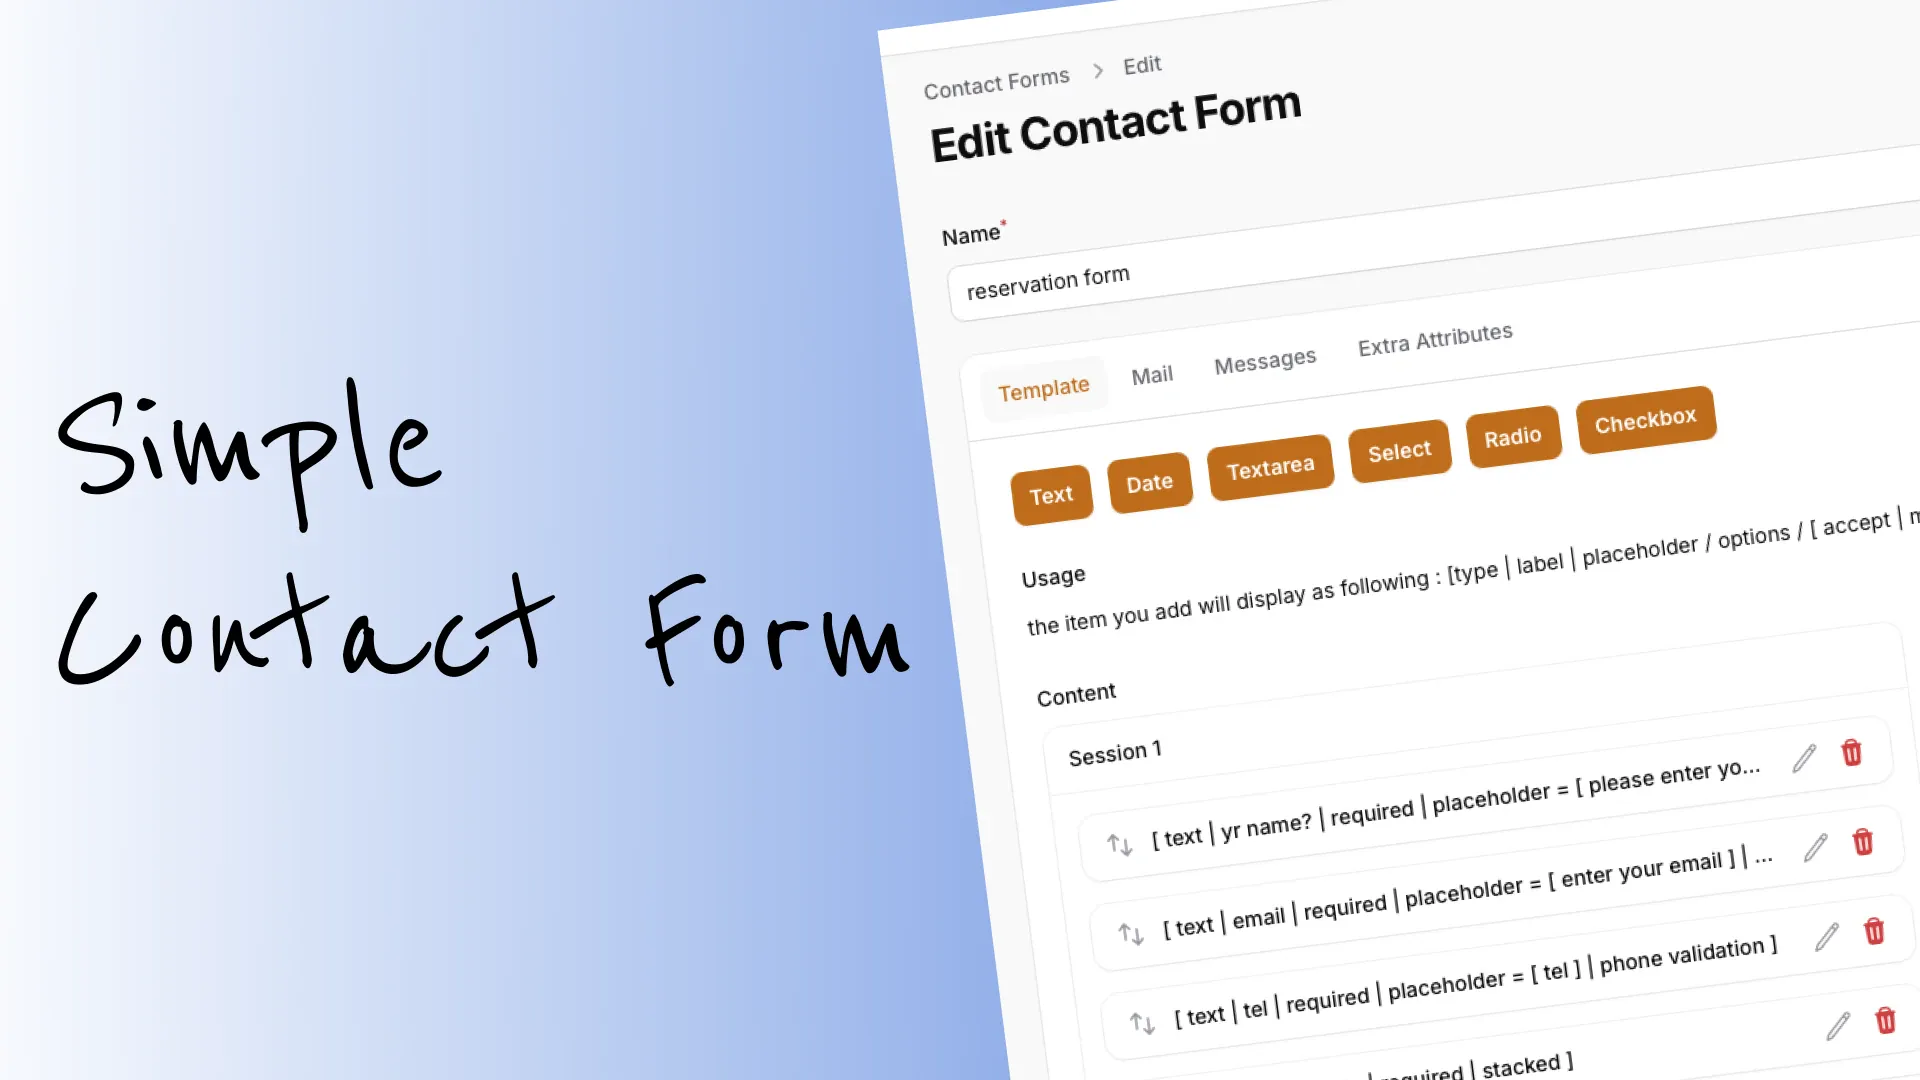 Simple
Contact Form
Contact Forms > Edit
Edit Contact Form
Name*
reservation form
Template Mail Messages Extra Attributes
Text Date Textarea Select Radio Checkbox
Usage
the item you add will display as following : [type | label | placeholder / options / [ accept |
Content
Session 1
[ text | yr name? | required | placeholder = [ please enter yo...
[ text | email | required | placeholder = [ enter your email ] | ...
[ text | tel | required | placeholder = [ tel ] | phone validation ]
| required | stacked ]